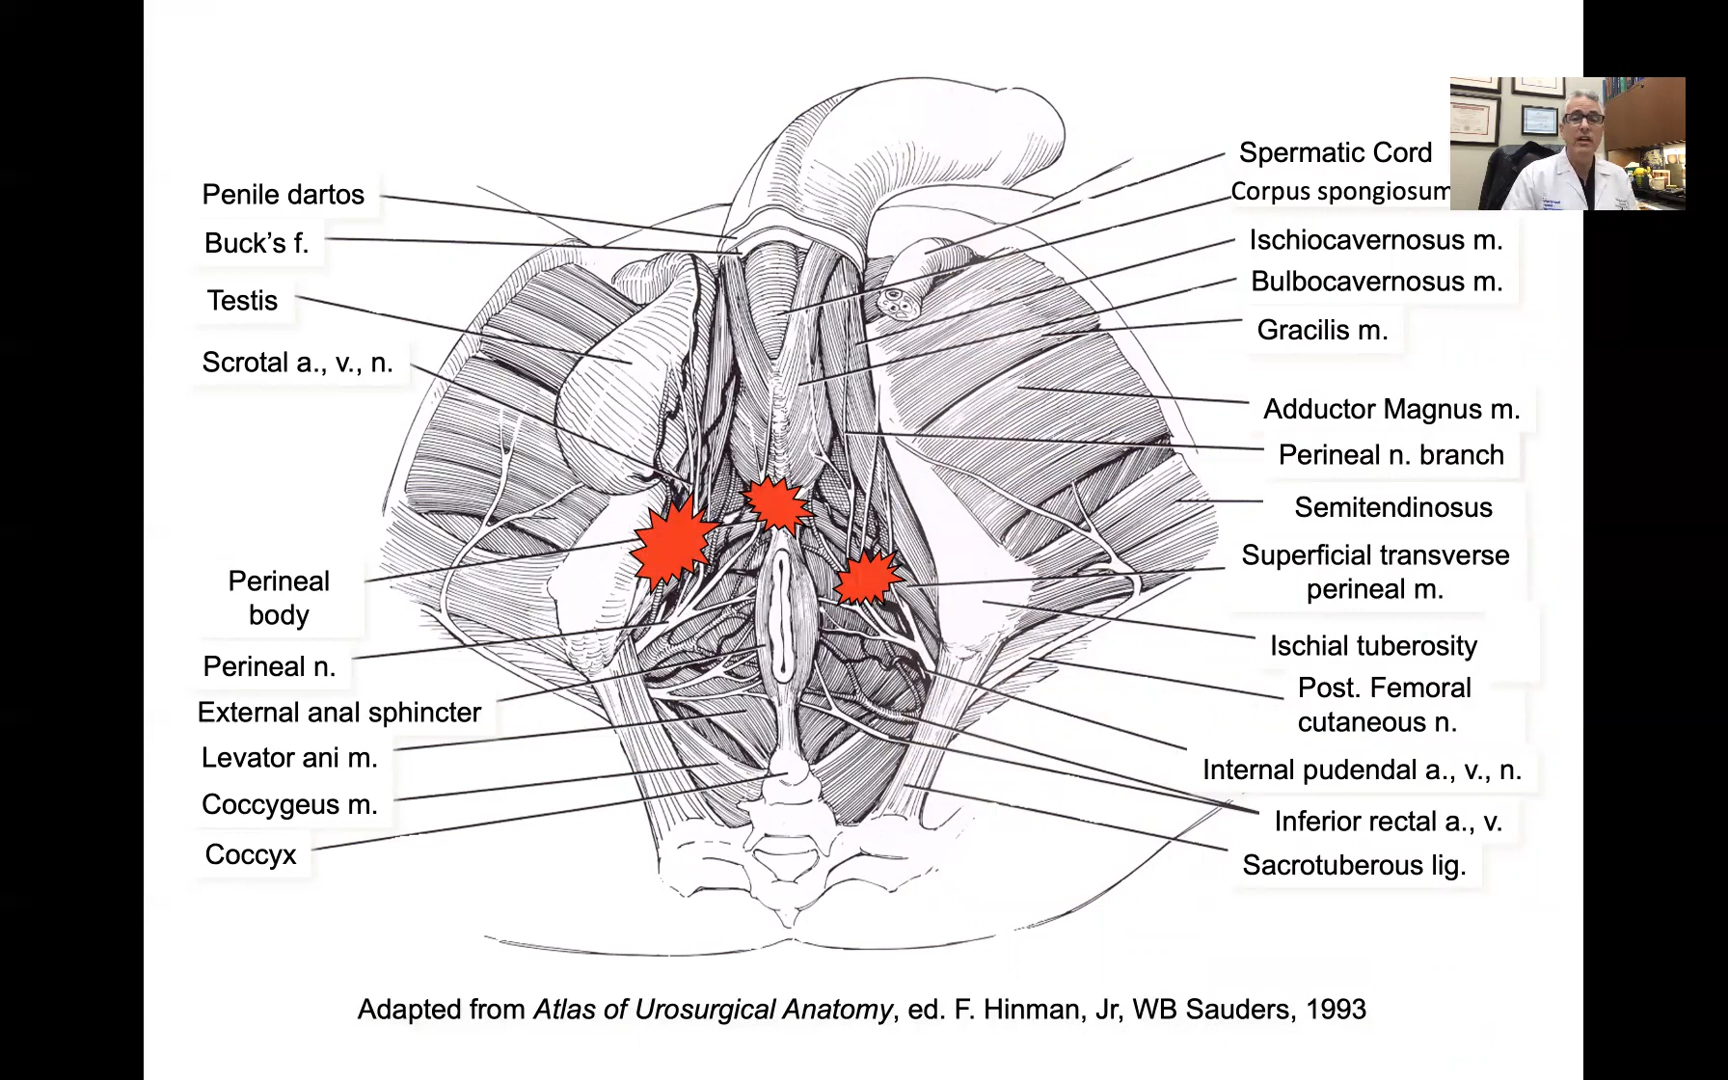 Penile dartos
Buck's f.
Testis
Scrotal a., v., n.
Perineal
body
Perineal n.
External anal sphincter
Levator ani m.
Coccygeus m.
Coccyx
Spermatic Cord
Corpus spongiosum
Ischiocavernosus m.
Bulbocavernosus m.
Gracilis m.
Adductor Magnus m.
Perineal n. branch
Semitendinosus
Superficial transverse
perineal m.
Ischial tuberosity
Post. Femoral
cutaneous n.
Internal pudendal a., v., n.
Inferior rectal a., v.
Sacrotuberous lig.
Adapted from Atlas of Urosurgical Anatomy, ed. F. Hinman, Jr, WB Sauders, 1993